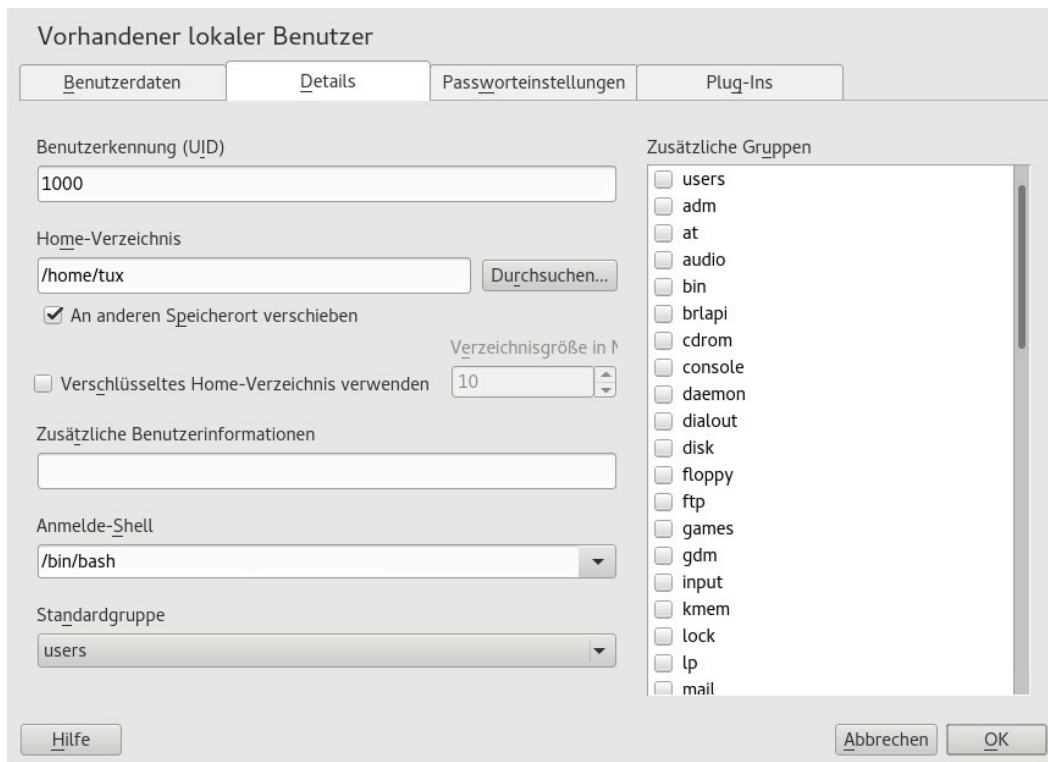 Vorhandener lokaler Benutzer
Benutzerdaten
Details
Passworteinstellungen
Plug-Ins
Benutzerkennung (UID)
1000
Home-Verzeichnis
/home/tux
Durchsuchen...
An anderen Speicherort verschieben
Verzeichnisgröße in
Verschlüsseltes Home-Verzeichnis verwenden
10
Zusätzliche Benutzerinformationen
Anmelde-Shell
/bin/bash
Standardgruppe
users
Zusätzliche Gruppen
users
adm
at
audio
bin
brlapi
cdrom
console
daemon
dialout
disk
floppy
ftp
games
gdm
input
kmem
lock
lp
mail
Hilfe
Abbrechen
OK